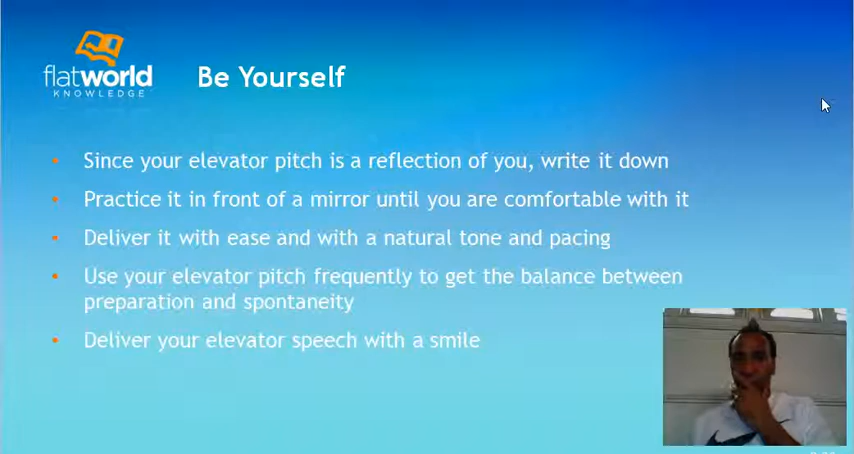 flatworld
KNOWLEDGE
Be Yourself
Since your elevator pitch is a reflection of you, write it down
Practice it in front of a mirror until you are comfortable with it
Deliver it with ease and with a natural tone and pacing
Use your elevator pitch frequently to get the balance between
preparation and spontaneity
Deliver your elevator speech with a smile